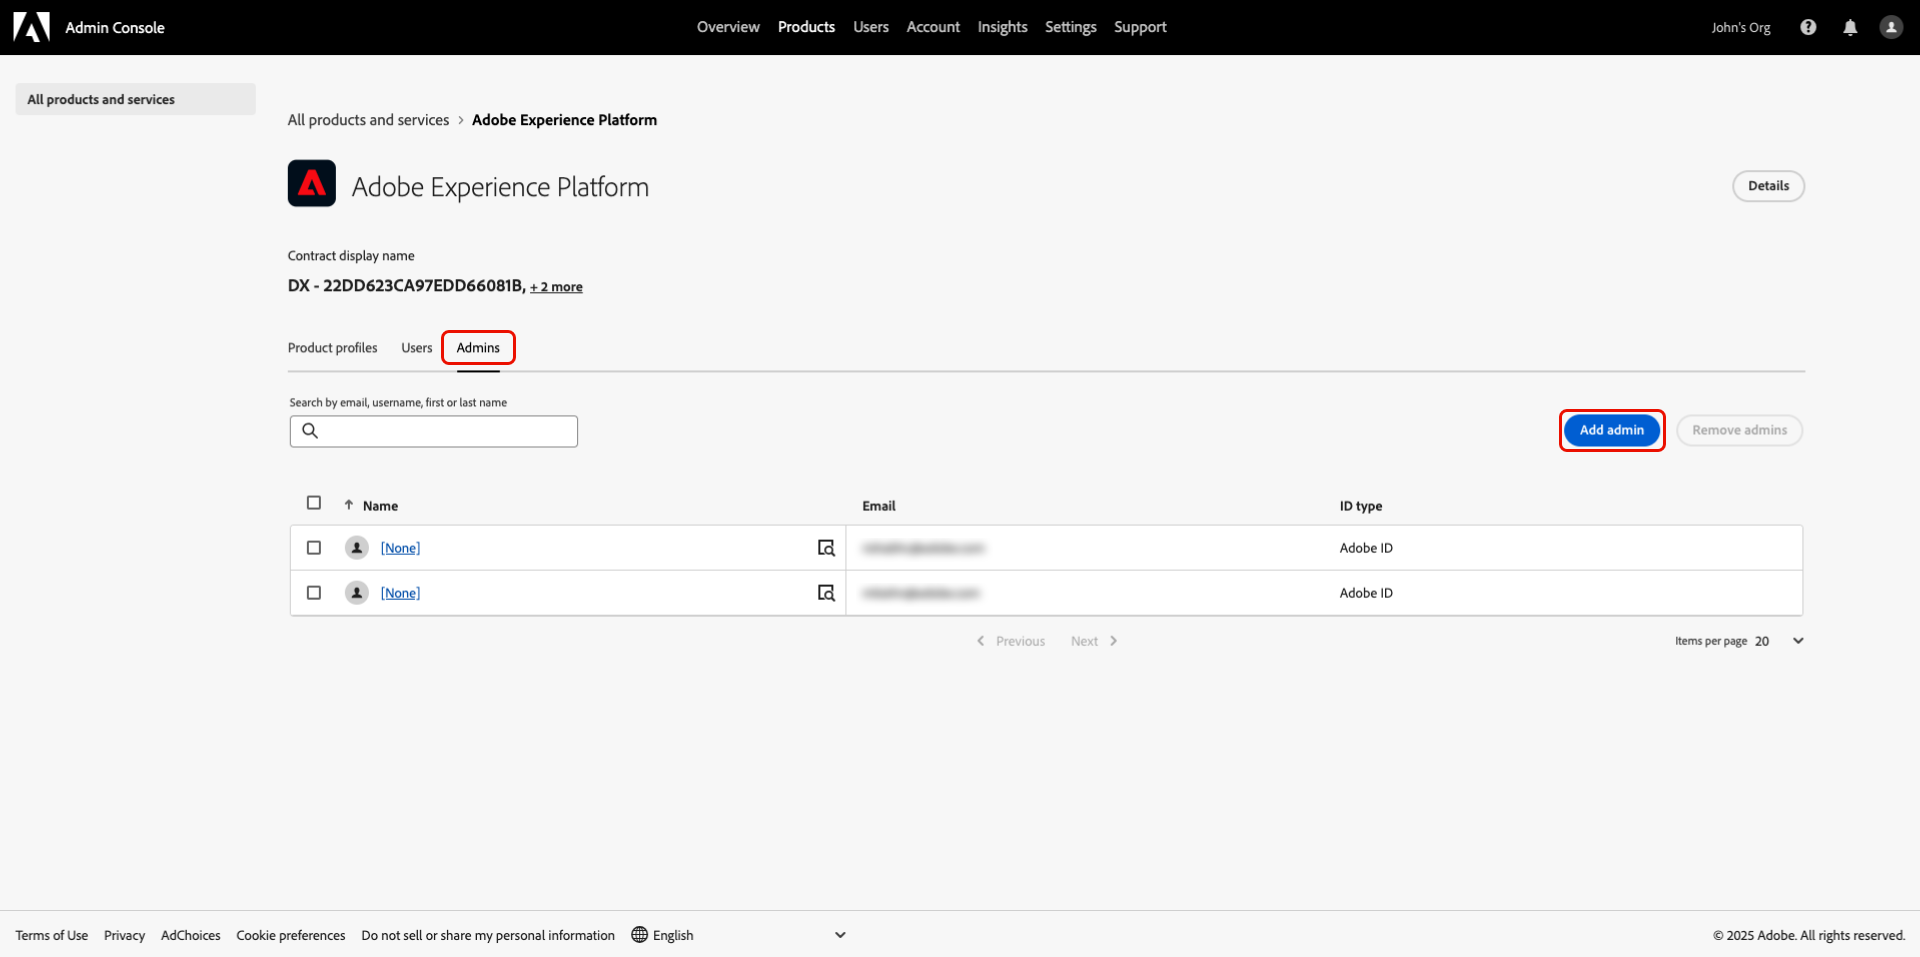 Admin Console
Overview Products Users Account Insights Settings Support
John's Org
All products and services
All products and services > Adobe Experience Platform
Adobe Experience Platform
Details
Contract display name
DX - 22DD623CA97EDD66081B, + 2 more
Product profiles Users Admins
Search by email, username, first or last name
Add admin Remove admins
Name Email ID type
[None] Adobe ID
[None] Adobe ID
Previous Next
Items per page 20
Terms of Use Privacy AdChoices Cookie preferences Do not sell or share my personal information English
© 2025 Adobe. All rights reserved.